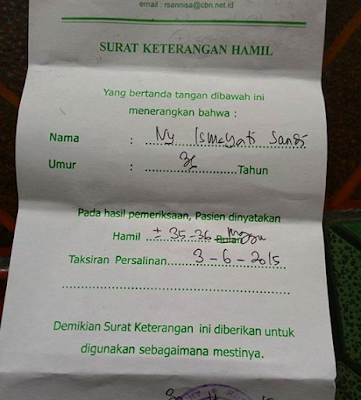 email : rsannisa@cbn.net.id
SURAT KETERANGAN HAMIL
Yang bertanda tangan dibawah ini
menerangkan bahwa :
Nama : Ny Ismayati Sandi
Umur : Tahun
Pada hasil pemeriksaan, Pasien dinyatakan
Hamil ± 35-36 Bulan Minggu
Taksiran Persalinan 3-6-2015
Demikian Surat Keterangan ini diberikan untuk
digunakan sebagaimana mestinya.